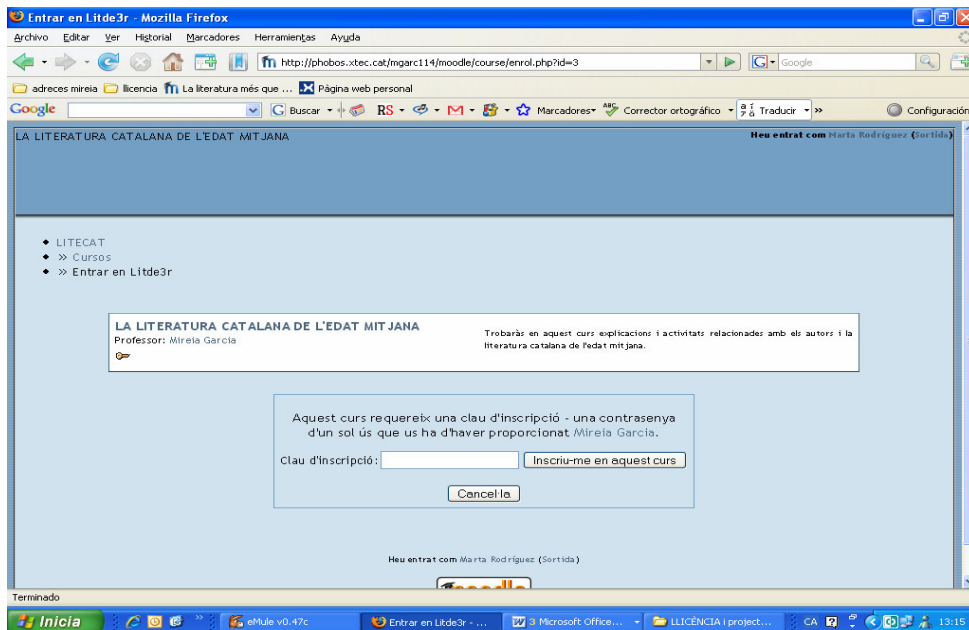 Entrar en Litde3r - Mozilla Firefox
Archivo Editar Ver Historial Marcadores Herramientas Ayuda
http://phobos.xtec.cat/mgarc114/moodle/course/enrol.php?id=3 Google
adreces mireia llicencia La literatura més que ... Página web personal
Google Buscar RS Marcadores Corrector ortográfico Traducir » Configuración
LA LITERATURA CATALANA DE L'EDAT MITJANA Heu entrat com Marta Rodríguez (Sortida)
LITECAT
» Cursos
» Entrar en Litde3r
LA LITERATURA CATALANA DE L'EDAT MITJANA
Professor: Mireia Garcia
Trobaràs en aquest curs explicacions i activitats relacionades amb els autors i la
literatura catalana de l'edat mitjana.
Aquest curs requereix una clau d'inscripció - una contrasenya
d'un sol ús que us ha d'haver proporcionat Mireia Garcia.
Clau d'inscripció: Inscriu-me en aquest curs
Cancel·la
Heu entrat com Marta Rodríguez (Sortida)
moodle
Terminado
Inicia » eMule v0.47c Entrar en Litde3r - ... 3 Microsoft Office... LLICÈNCIA i project... CA 13:15